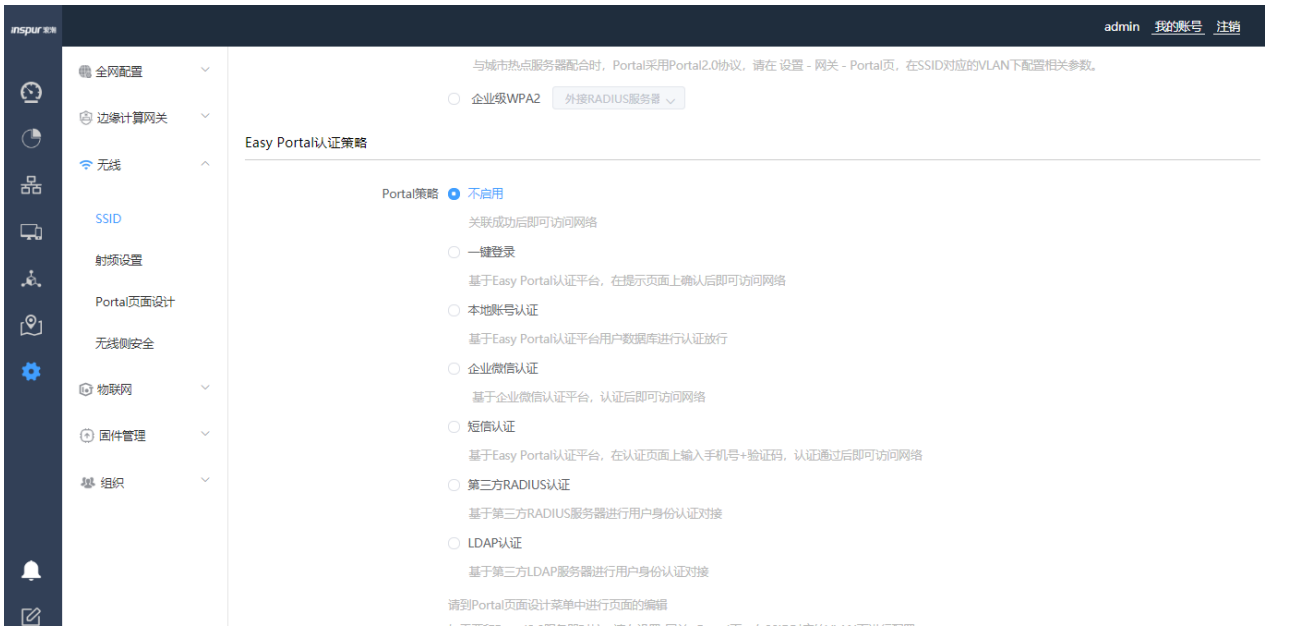 inspur 浪潮
admin 我的账号 注销
全网配置
边缘计算网关
无线
SSID
射频设置
Portal页面设计
无线侧安全
物联网
固件管理
组织
与城市热点服务器配合时，Portal采用Portal2.0协议，请在 设置 - 网关 - Portal页，在SSID对应的VLAN下配置相关参数。
企业级WPA2 外接RADIUS服务器
Easy Portal认证策略
Portal策略 不启用
关联成功后即可访问网络
一键登录
基于Easy Portal认证平台，在提示页面上确认后即可访问网络
本地账号认证
基于Easy Portal认证平台用户数据库进行认证放行
企业微信认证
基于企业微信认证平台，认证后即可访问网络
短信认证
基于Easy Portal认证平台，在认证页面上输入手机号+验证码，认证通过后即可访问网络
第三方RADIUS认证
基于第三方RADIUS服务器进行用户身份认证对接
LDAP认证
基于第三方LDAP服务器进行用户身份认证对接
请到Portal页面设计菜单中进行页面的编辑